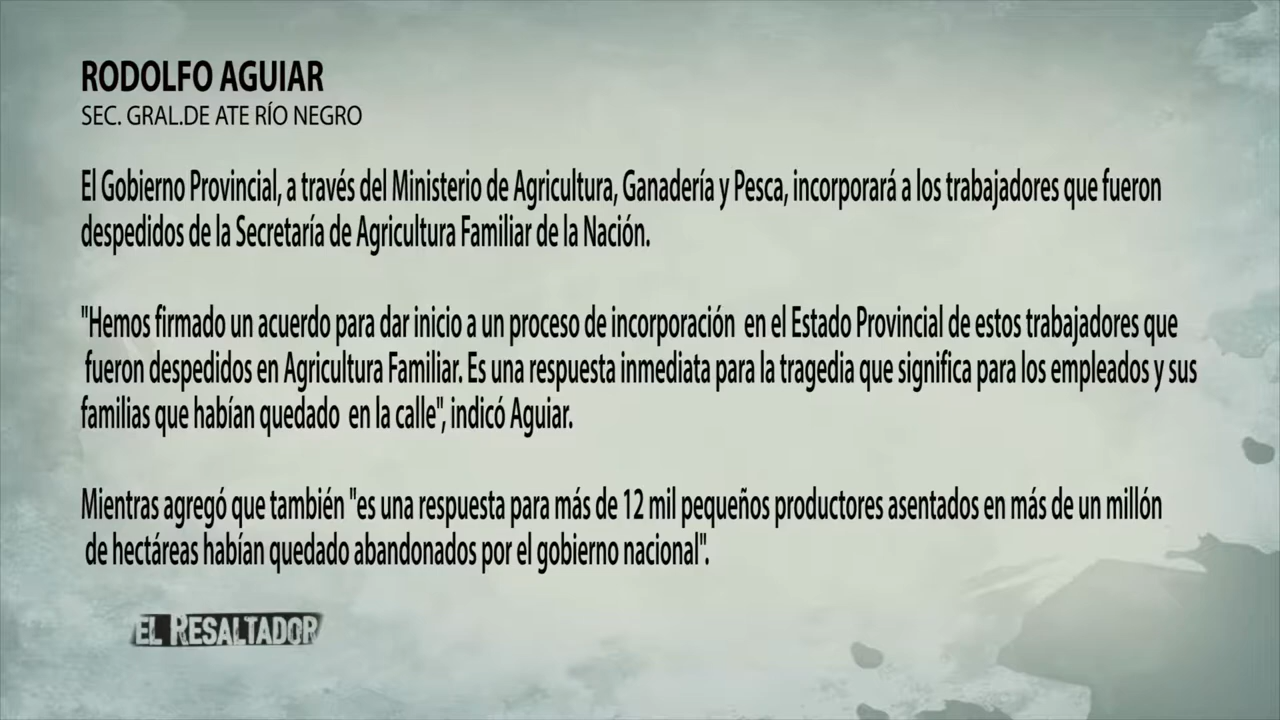 RODOLFO AGUIAR
SEC. GRAL.DE ATE RÍO NEGRO
El Gobierno Provincial, a través del Ministerio de Agricultura, Ganadería y Pesca, incorporará a los trabajadores que fueron
despedidos de la Secretaría de Agricultura Familiar de la Nación.
"Hemos firmado un acuerdo para dar inicio a un proceso de incorporación en el Estado Provincial de estos trabajadores que
fueron despedidos en Agricultura Familiar. Es una respuesta inmediata para la tragedia que significa para los empleados y sus
familias que habían quedado en la calle", indicó Aguiar.
Mientras agregó que también "es una respuesta para más de 12 mil pequeños productores asentados en más de un millón
de hectáreas habían quedado abandonados por el gobierno nacional".
EL RESALTADOR